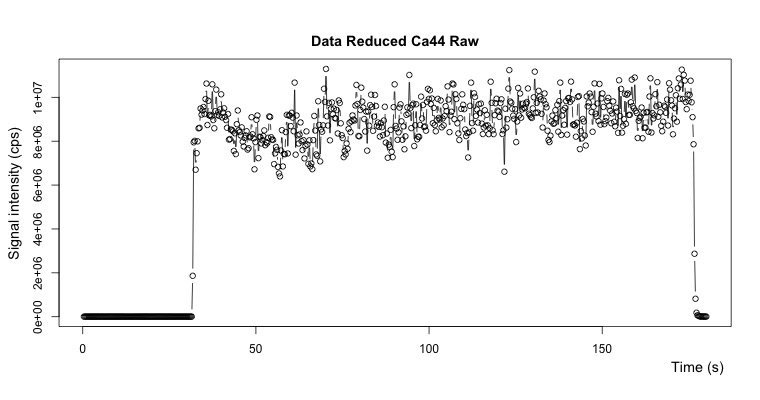 Data Reduced Ca44 Raw
Signal intensity (cps)
1e+07
8e+06
6e+06
4e+06
2e+06
0e+00
0 50 100 150
Time (s)